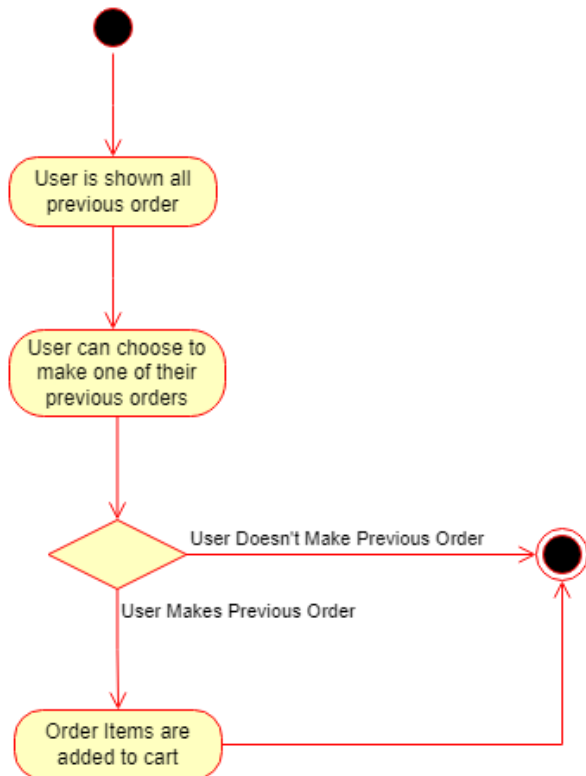 User is shown all
previous order
User can choose to
make one of their
previous orders
User Doesn't Make Previous Order
User Makes Previous Order
Order Items are
added to cart